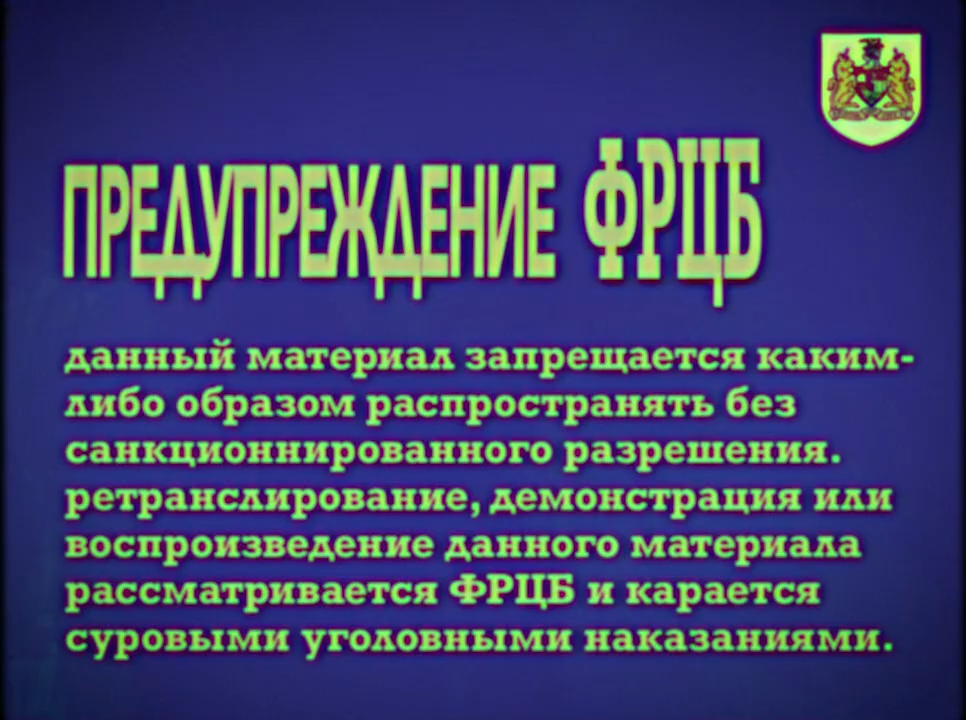 ПРЕДУПРЕЖДЕНИЕ ФРЦБ
данный материал запрещается каким-
либо образом распространять без
санкционнированного разрешения.
ретранслирование, демонстрация или
воспроизведение данного материала
рассматривается ФРЦБ и карается
суровыми уголовными наказаниями.